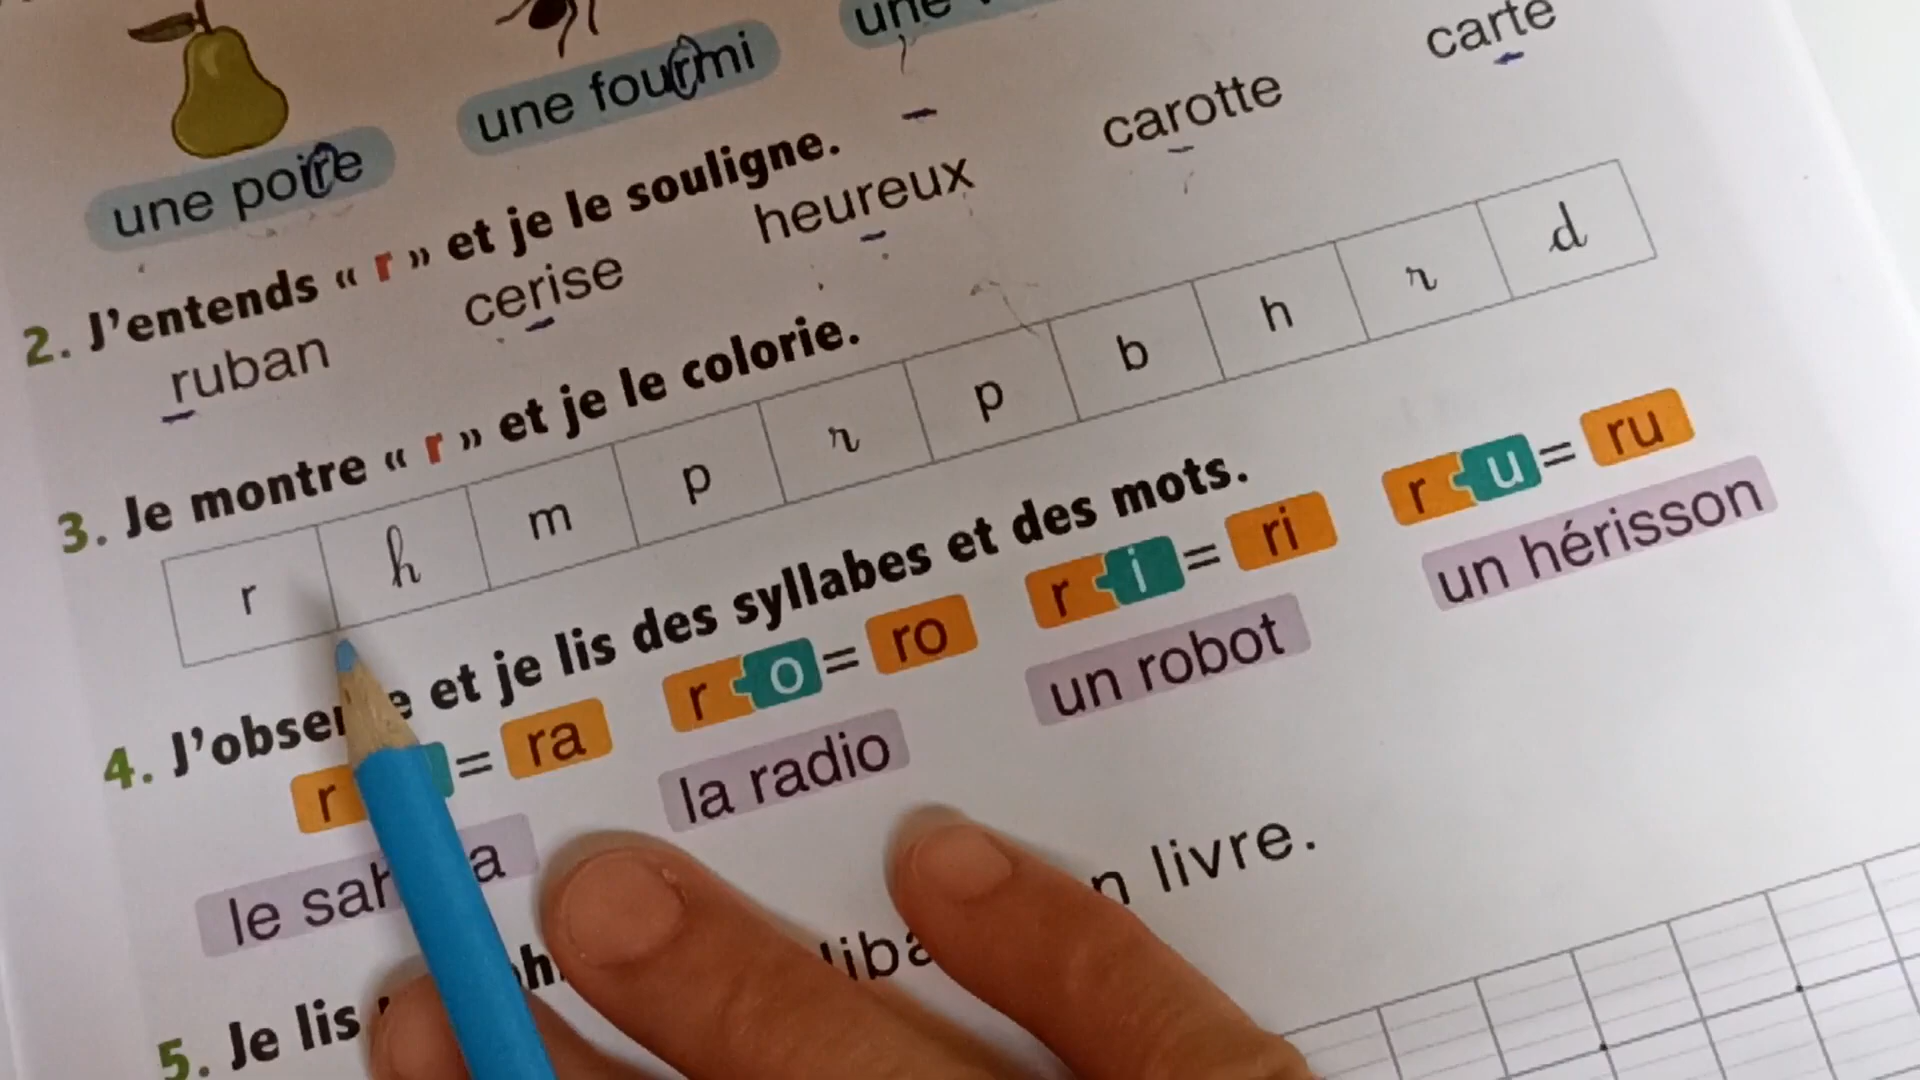 une poire
une fourmi
une
2. J'entends « r » et je le souligne.
ruban cerise heureux carotte carte
3. Je montre « r » et je le colorie.
r h m p r p b h r d
4. J'observe et je lis des syllabes et des mots.
r = ra r o = ro r i = ri r u = ru
le la radio un robot un hérisson
5. Je lis
livre.